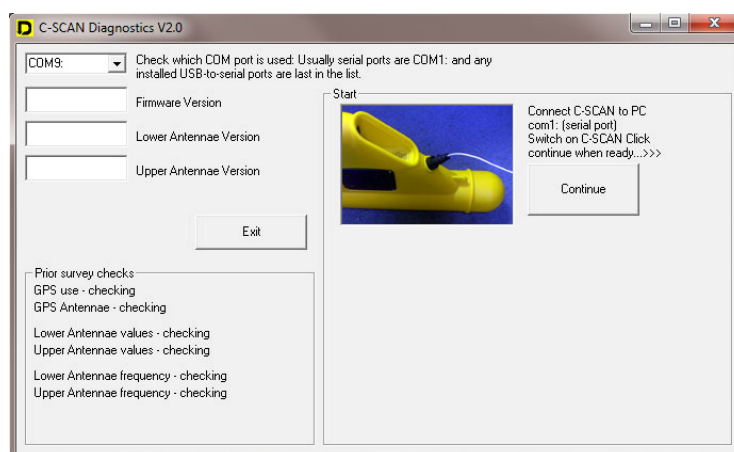 C-SCAN Diagnostics V2.0
COM9:
Check which COM port is used: Usually serial ports are COM1: and any
installed USB-to-serial ports are last in the list.
Firmware Version
Lower Antennae Version
Upper Antennae Version
Exit
Start
Connect C-SCAN to PC
com1: (serial port)
Switch on C-SCAN Click
continue when ready...>>>
Continue
Prior survey checks
GPS use - checking
GPS Antennae - checking
Lower Antennae values - checking
Upper Antennae values - checking
Lower Antennae frequency - checking
Upper Antennae frequency - checking